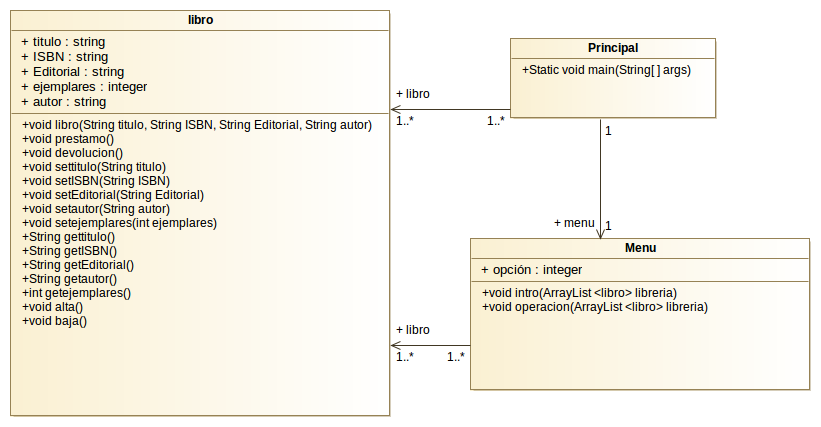 libro
+ titulo : string
+ ISBN : string
+ Editorial : string
+ ejemplares : integer
+ autor : string
+void libro(String titulo, String ISBN, String Editorial, String autor)
+void prestamo()
+void devolucion()
+void settitulo(String titulo)
+void setISBN(String ISBN)
+void setEditorial(String Editorial)
+void setautor(String autor)
+void setejemplares(int ejemplares)
+String gettitulo()
+String getISBN()
+String getEditorial()
+String getautor()
+int getejemplares()
+void alta()
+void baja()
+ libro
1..*
1..*
Principal
+Static void main(String[ ] args)
1
+ menu
1
Menu
+ opción : integer
+void intro(ArrayList <libro> libreria)
+void operacion(ArrayList <libro> libreria)
+ libro
1..*
1..*